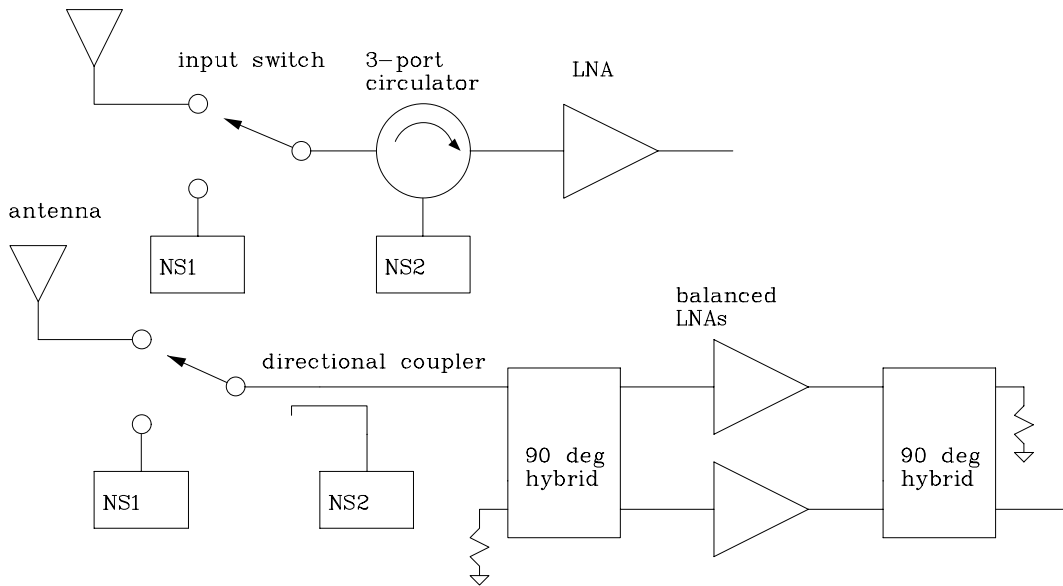 input switch
3-port
circulator
LNA
NS1
NS2
antenna
balanced
LNAs
directional coupler
90 deg
hybrid
90 deg
hybrid
NS1
NS2